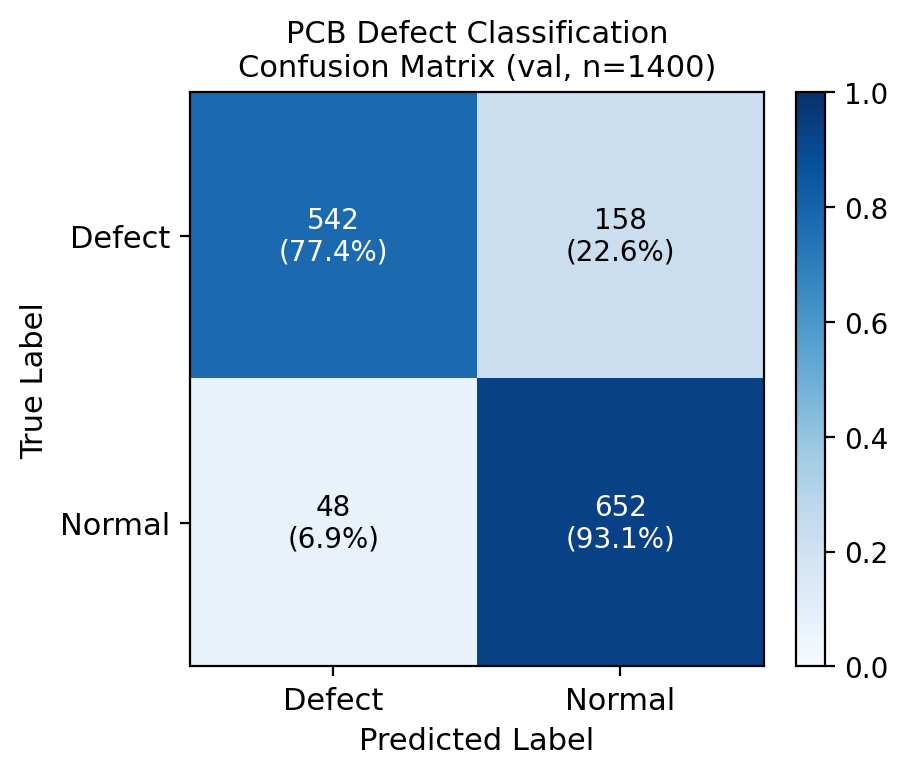 PCB Defect Classification
Confusion Matrix (val, n=1400)
True Label
Defect
542
(77.4%)
158
(22.6%)
Normal
48
(6.9%)
652
(93.1%)
Defect
Normal
Predicted Label
1.0
0.8
0.6
0.4
0.2
0.0